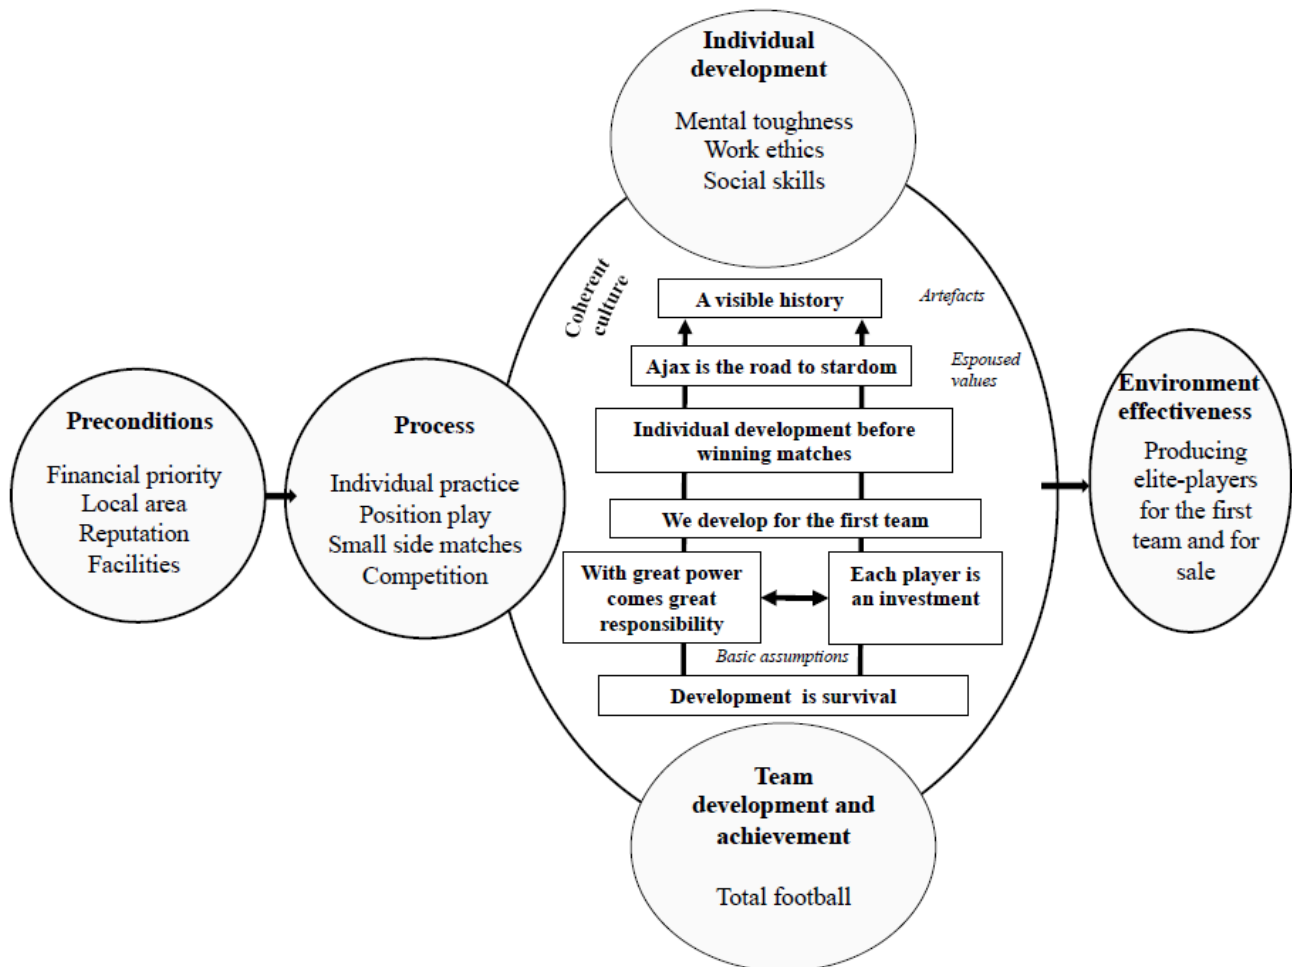 Individual
development
Mental toughness
Work ethics
Social skills
Coherent
culture
A visible history
Artefacts
Ajax is the road to stardom
Espoused
values
Individual development before
winning matches
We develop for the first team
With great power
comes great
responsibility
Each player is
an investment
Basic assumptions
Development is survival
Preconditions
Financial priority
Local area
Reputation
Facilities
Process
Individual practice
Position play
Small side matches
Competition
Environment
effectiveness
Producing
elite-players
for the first
team and for
sale
Team
development and
achievement
Total football